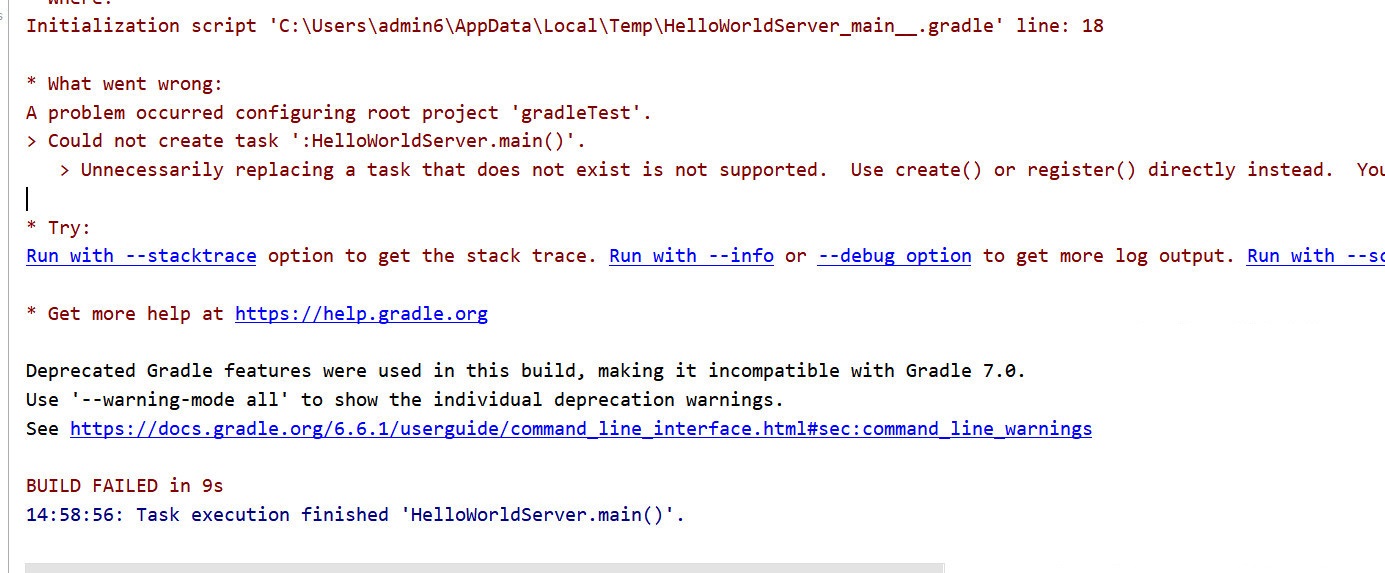 Where:
Initialization script 'C:\Users\admin6\AppData\Local\Temp\HelloWorldServer_main__.gradle' line: 18
* What went wrong:
A problem occurred configuring root project 'gradleTest'.
> Could not create task ':HelloWorldServer.main()'.
> Unnecessarily replacing a task that does not exist is not supported.  Use create() or register() directly instead.  You
* Try:
Run with --stacktrace option to get the stack trace. Run with --info or --debug option to get more log output. Run with --sc
* Get more help at https://help.gradle.org
Deprecated Gradle features were used in this build, making it incompatible with Gradle 7.0.
Use '--warning-mode all' to show the individual deprecation warnings.
See https://docs.gradle.org/6.6.1/userguide/command_line_interface.html#sec:command_line_warnings
BUILD FAILED in 9s
14:58:56: Task execution finished 'HelloWorldServer.main()'.